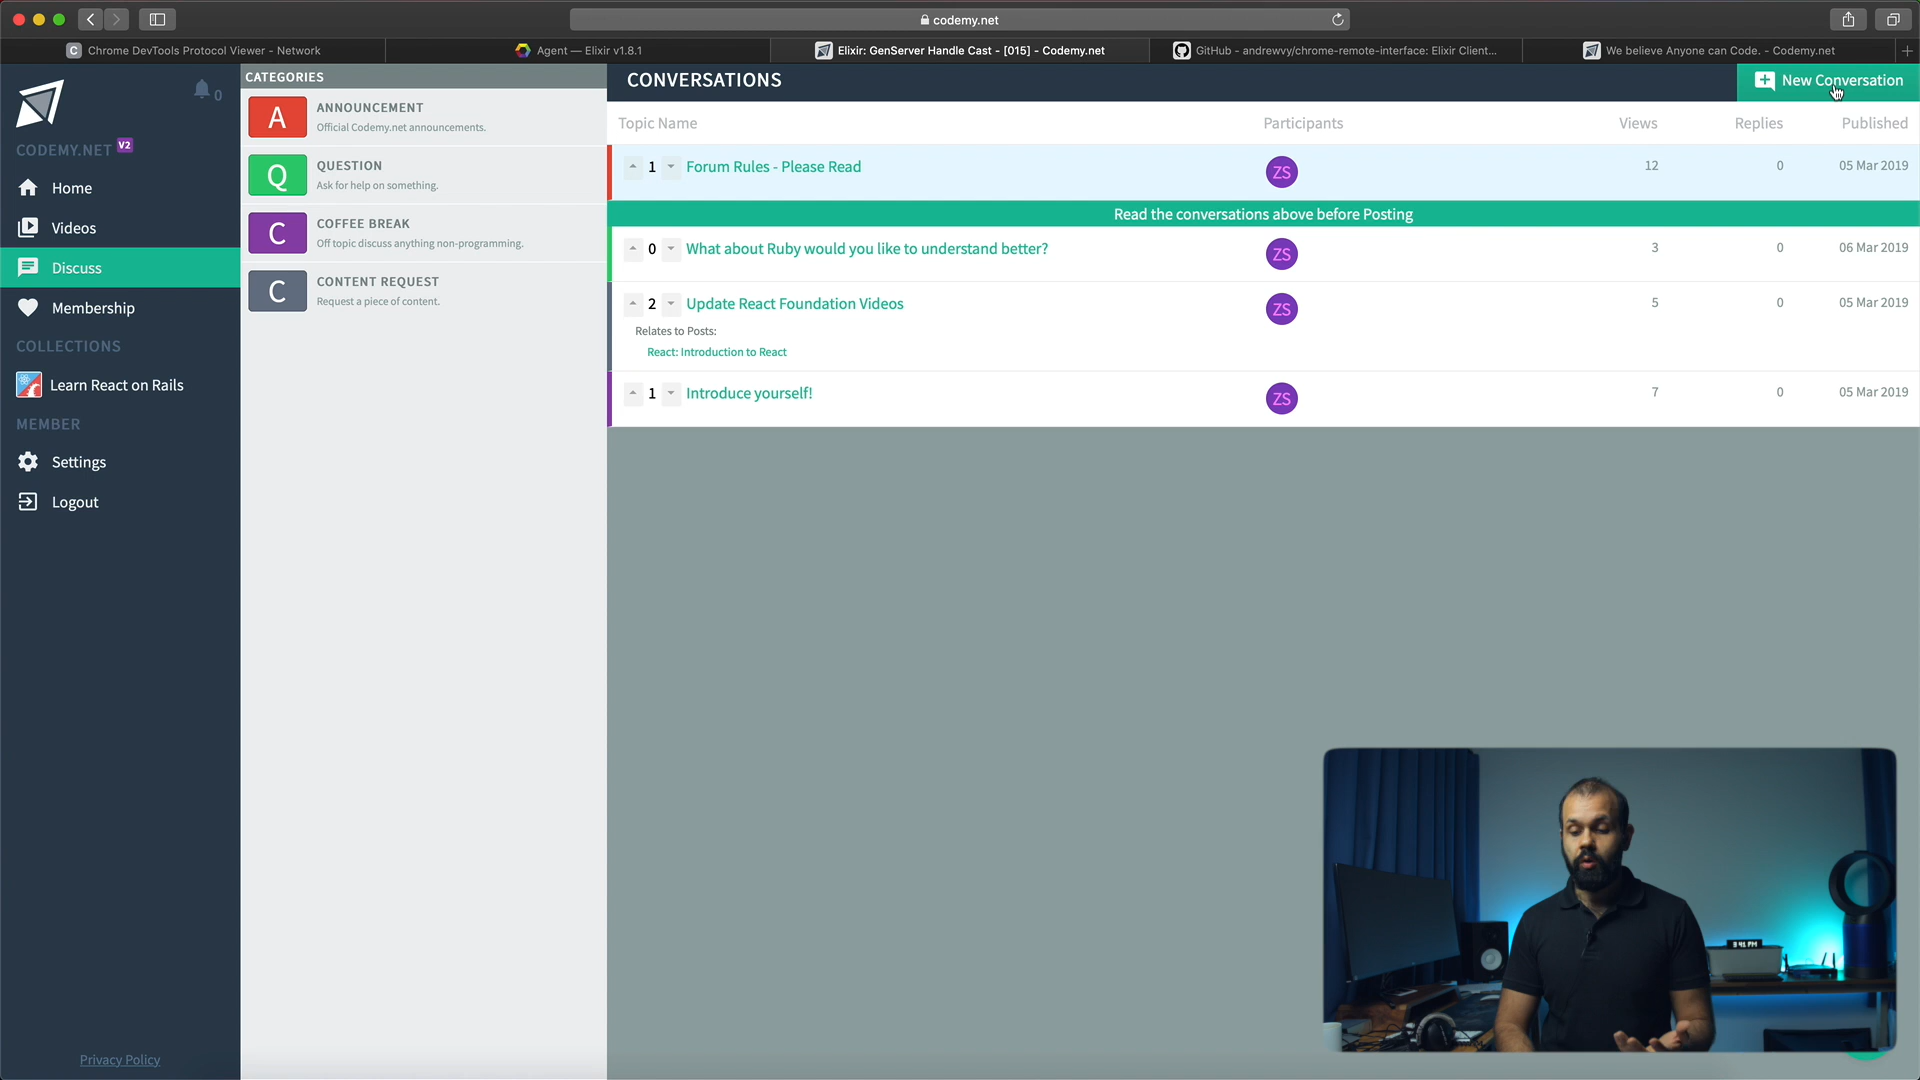 codemy.net
Chrome DevTools Protocol Viewer - Network
Agent — Elixir v1.8.1
Elixir: GenServer Handle Cast - [015] - Codemy.net
GitHub - andrewvy/chrome-remote-interface: Elixir Client...
We believe Anyone can Code. - Codemy.net
0
CODEMY.NET V2
Home
Videos
Discuss
Membership
COLLECTIONS
Learn React on Rails
MEMBER
Settings
Logout
Privacy Policy
CATEGORIES
A
ANNOUNCEMENT
Official Codemy.net announcements.
Q
QUESTION
Ask for help on something.
C
COFFEE BREAK
Off topic discuss anything non-programming.
C
CONTENT REQUEST
Request a piece of content.
CONVERSATIONS
New Conversation
Topic Name Participants Views Replies Published
1 Forum Rules - Please Read ZS 12 0 05 Mar 2019
Read the conversations above before Posting
0 What about Ruby would you like to understand better? ZS 3 0 06 Mar 2019
2 Update React Foundation Videos ZS 5 0 05 Mar 2019
Relates to Posts:
React: Introduction to React
1 Introduce yourself! ZS 7 0 05 Mar 2019
3:41 PM